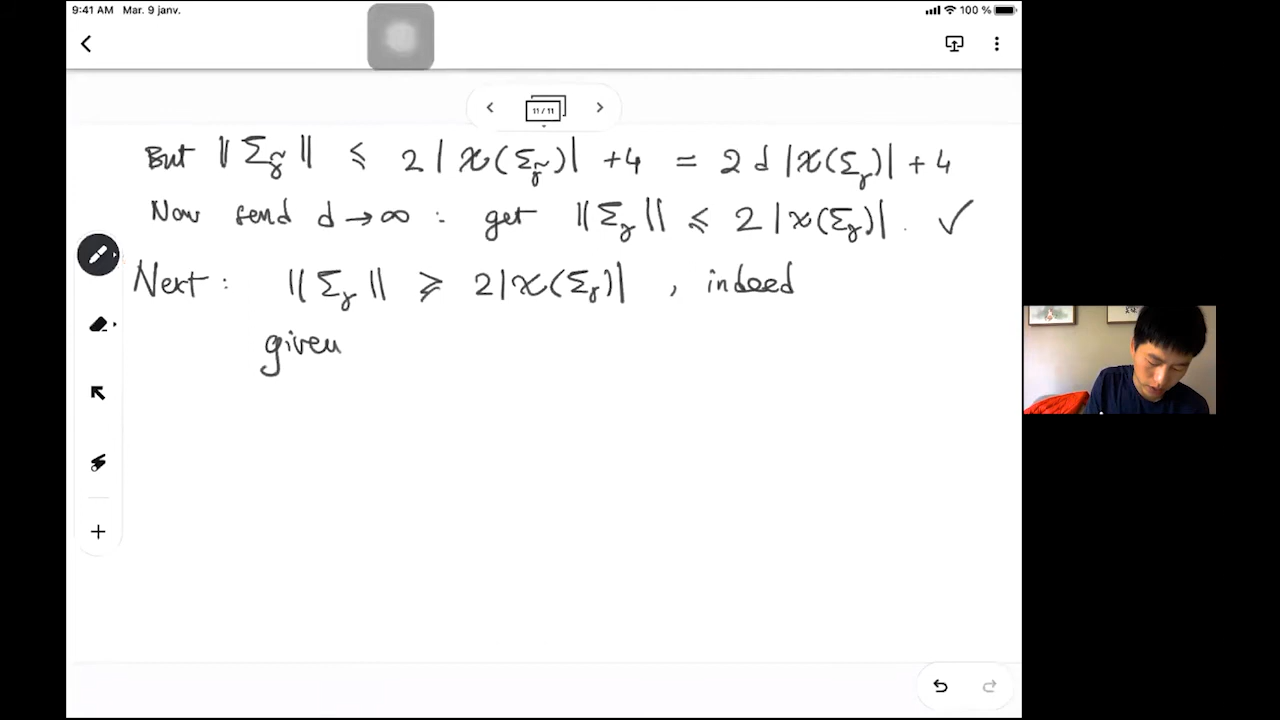 9:41 AM Mar. 9 janv.
100 %
11 / 11
But ‖Σ_γ̃‖ ≤ 2 |χ(Σ_γ̃)| + 4 = 2 d |χ(Σ_γ)| + 4
Now send d → ∞ : get ‖Σ_γ‖ ≤ 2 |χ(Σ_γ)| . ✓
Next : ‖Σ_γ‖ ⩾ 2|χ(Σ_γ)| , indeed
given